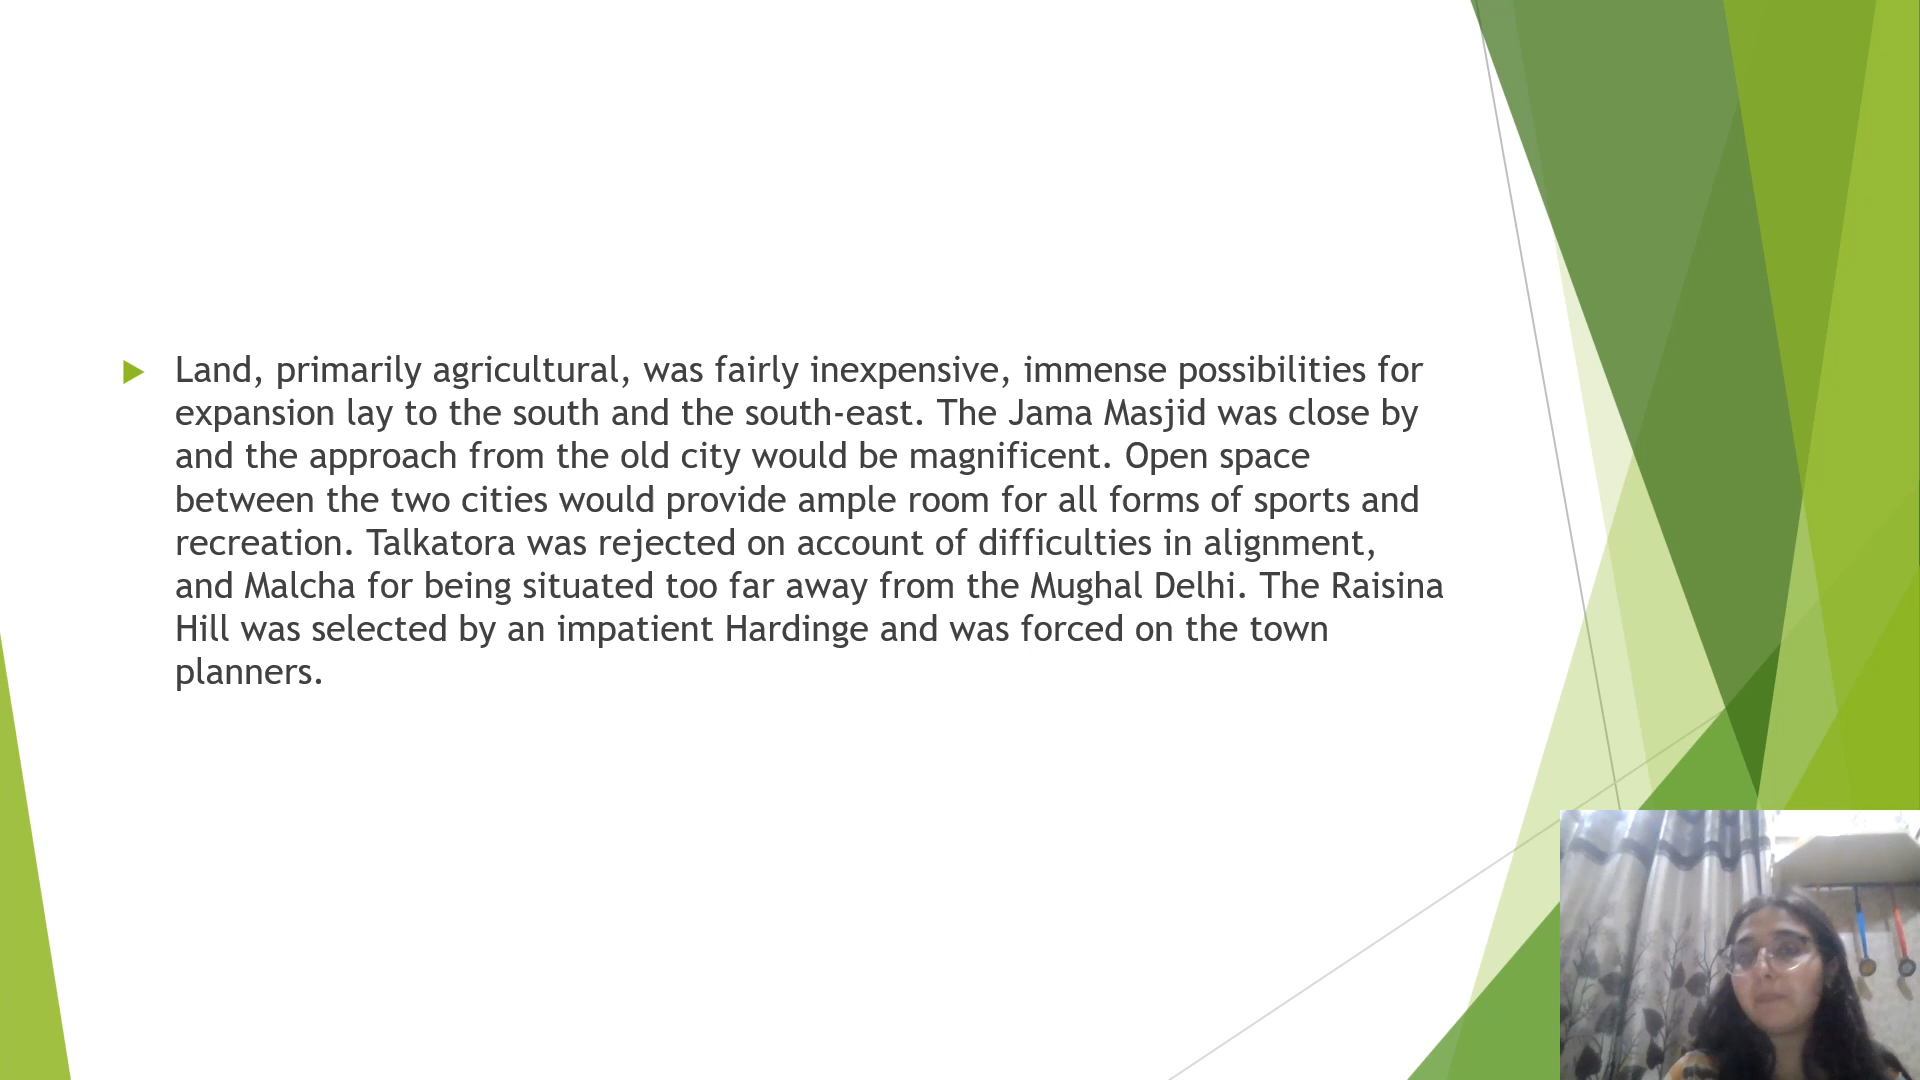 Land, primarily agricultural, was fairly inexpensive, immense possibilities for
expansion lay to the south and the south-east. The Jama Masjid was close by
and the approach from the old city would be magnificent. Open space
between the two cities would provide ample room for all forms of sports and
recreation. Talkatora was rejected on account of difficulties in alignment,
and Malcha for being situated too far away from the Mughal Delhi. The Raisina
Hill was selected by an impatient Hardinge and was forced on the town
planners.